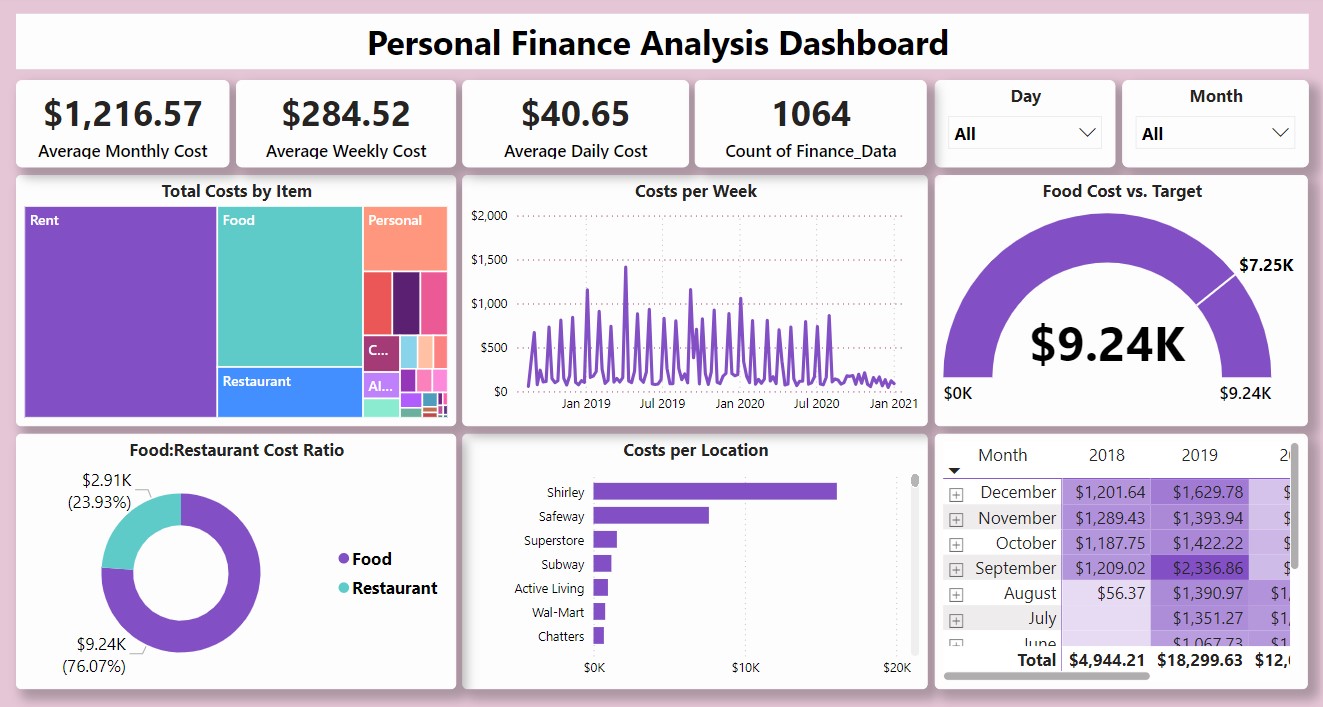 Personal Finance Analysis Dashboard
$1,216.57
Average Monthly Cost
$284.52
Average Weekly Cost
$40.65
Average Daily Cost
1064
Count of Finance_Data
Day
All
Month
All
Total Costs by Item
Rent
Food
Personal
Restaurant
C...
Al...
Costs per Week
$2,000
$1,500
$1,000
$500
$0
Jan 2019 Jul 2019 Jan 2020 Jul 2020 Jan 2021
Food Cost vs. Target
$7.25K
$9.24K
$0K
$9.24K
Food:Restaurant Cost Ratio
$2.91K
(23.93%)
Food
Restaurant
$9.24K
(76.07%)
Costs per Location
Shirley
Safeway
Superstore
Subway
Active Living
Wal-Mart
Chatters
$0K $10K $20K
Month 2018 2019
December $1,201.64 $1,629.78 $
November $1,289.43 $1,393.94 $
October $1,187.75 $1,422.22 $
September $1,209.02 $2,336.86 $
August $56.37 $1,390.97 $1,
July $1,351.27 $1,
June $1,067.73 $1,
Total $4,944.21 $18,299.63 $12,